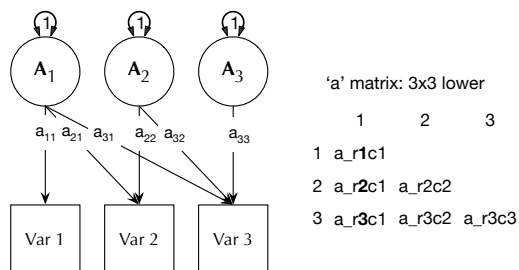 1 1 1
A1 A2 A3
a11 a21 a31 a22 a32 a33
Var 1 Var 2 Var 3
'a' matrix: 3x3 lower
1 2 3
1 a_r1c1
2 a_r2c1 a_r2c2
3 a_r3c1 a_r3c2 a_r3c3